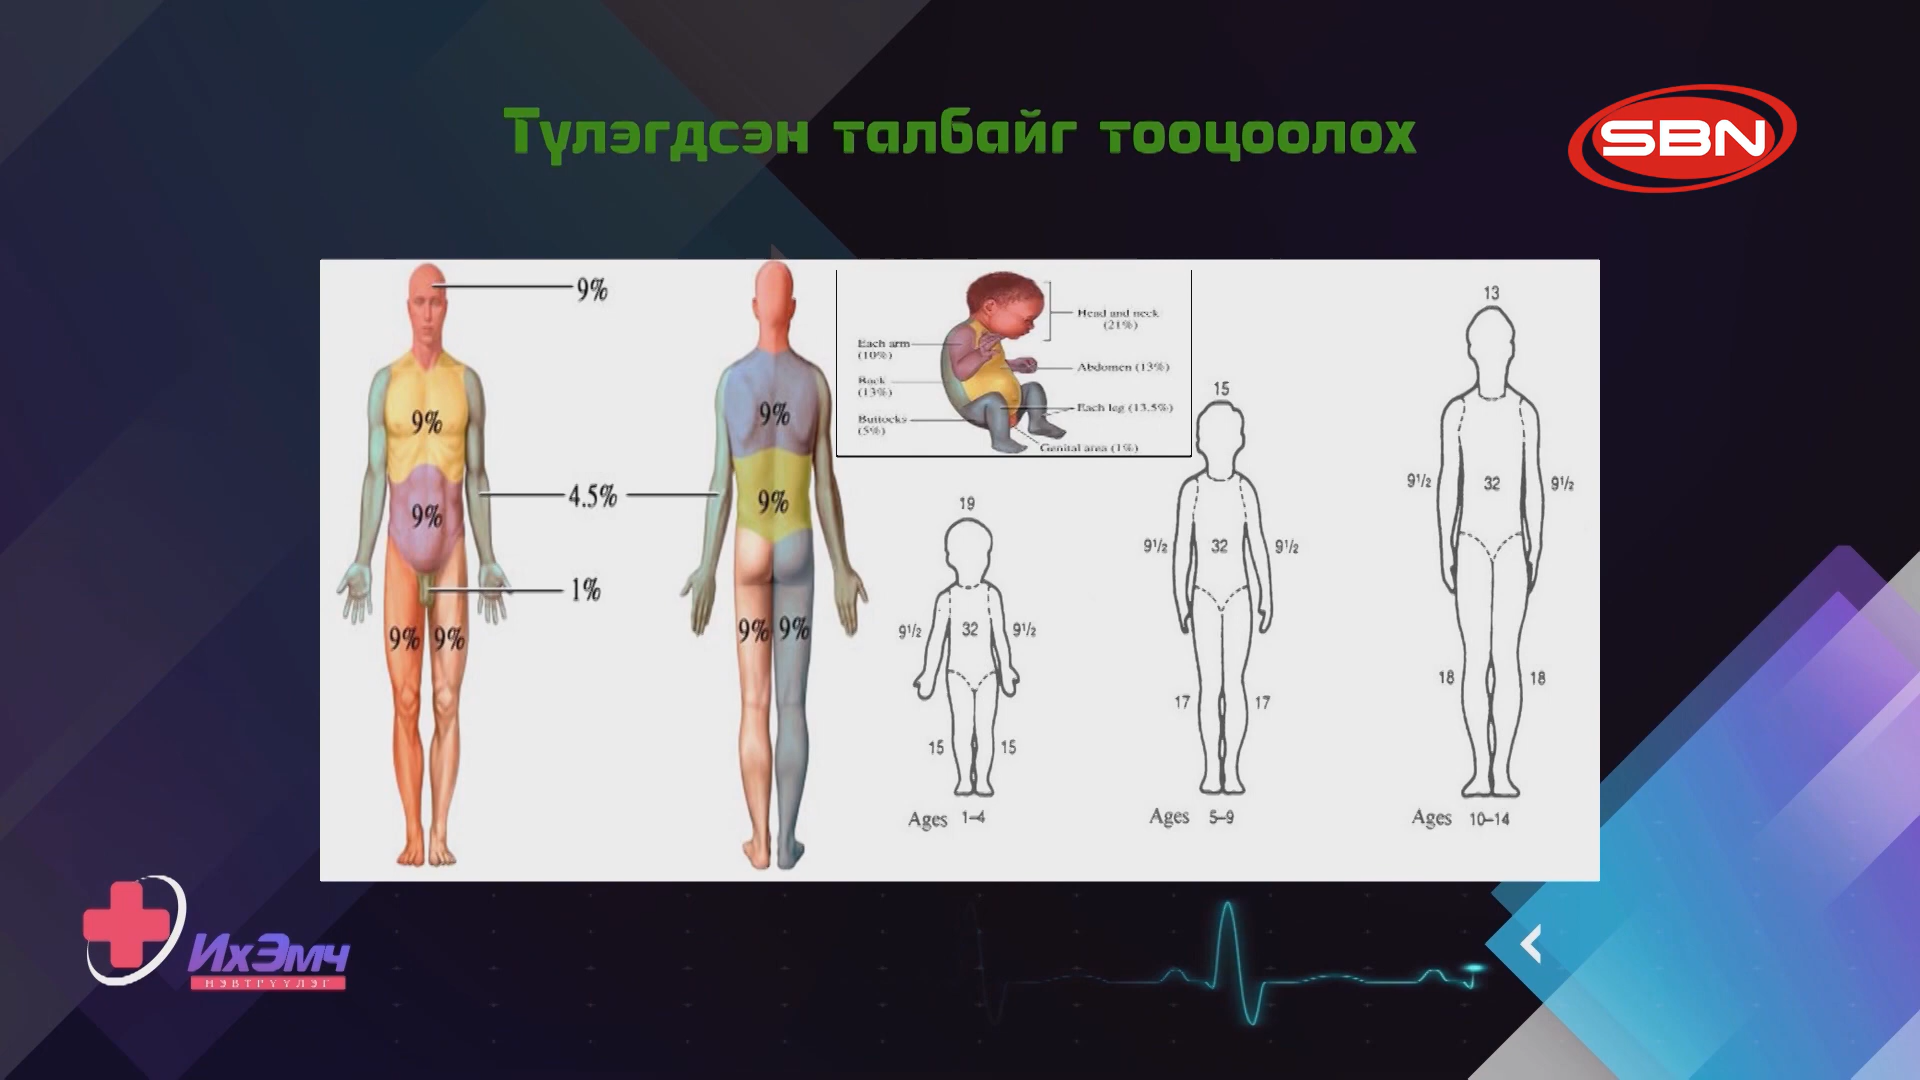 Түлэгдсэн талбайг тооцоолох
SBN
9%
9%
9%
4.5%
1%
9% 9%
9%
9%
9% 9%
Head and neck
(21%)
Each arm
(10%)
Abdomen (13%)
Back
(13%)
Each leg (13.5%)
Buttocks
(5%)
Genital area (1%)
19
9½ 32 9½
15 15
Ages 1–4
15
9½ 32 9½
17 17
Ages 5–9
13
9½ 32 9½
18 18
Ages 10–14
ИхЭмч
НЭВТРҮҮЛЭГ